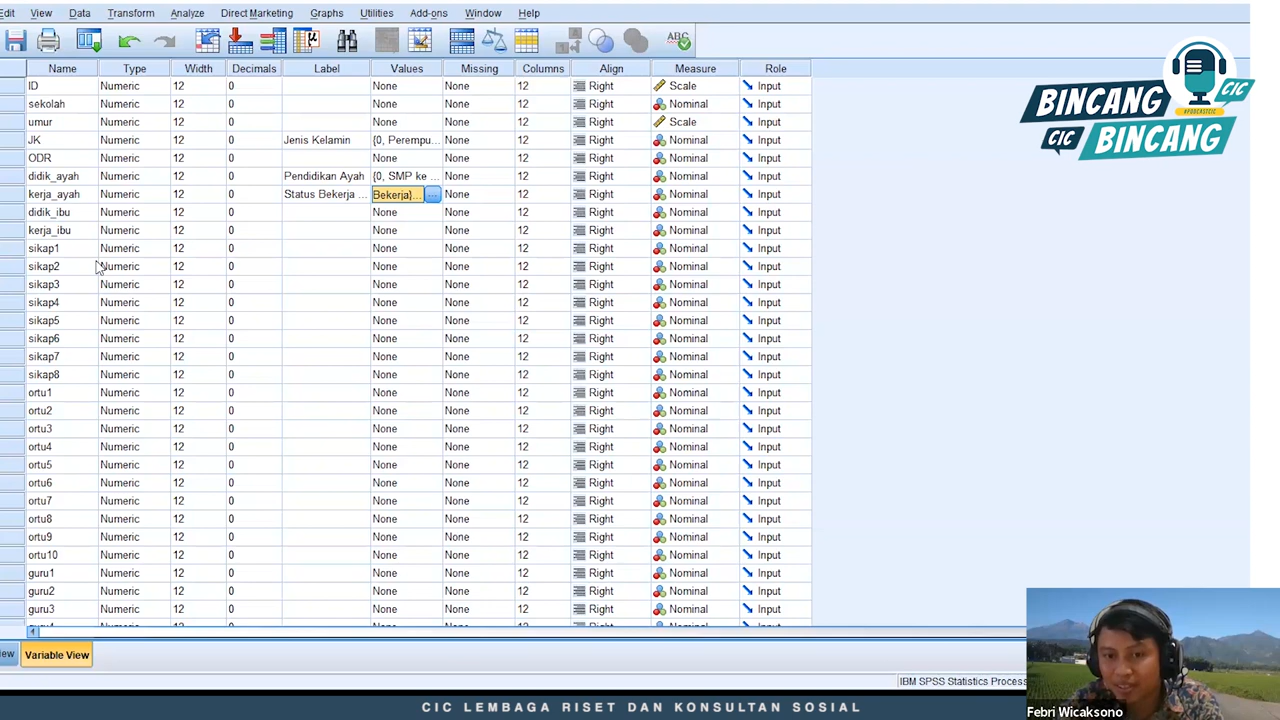 Edit View Data Transform Analyze Direct Marketing Graphs Utilities Add-ons Window Help
Name Type Width Decimals Label Values Missing Columns Align Measure Role
ID Numeric 12 0 None None 12 Right Scale Input
sekolah Numeric 12 0 None None 12 Right Nominal Input
umur Numeric 12 0 None None 12 Right Scale Input
JK Numeric 12 0 Jenis Kelamin {0, Perempu... None 12 Right Nominal Input
ODR Numeric 12 0 None None 12 Right Nominal Input
didik_ayah Numeric 12 0 Pendidikan Ayah {0, SMP ke ... None 12 Right Nominal Input
kerja_ayah Numeric 12 0 Status Bekerja ... Bekerja}... ... None 12 Right Nominal Input
didik_ibu Numeric 12 0 None None 12 Right Nominal Input
kerja_ibu Numeric 12 0 None None 12 Right Nominal Input
sikap1 Numeric 12 0 None None 12 Right Nominal Input
sikap2 Numeric 12 0 None None 12 Right Nominal Input
sikap3 Numeric 12 0 None None 12 Right Nominal Input
sikap4 Numeric 12 0 None None 12 Right Nominal Input
sikap5 Numeric 12 0 None None 12 Right Nominal Input
sikap6 Numeric 12 0 None None 12 Right Nominal Input
sikap7 Numeric 12 0 None None 12 Right Nominal Input
sikap8 Numeric 12 0 None None 12 Right Nominal Input
ortu1 Numeric 12 0 None None 12 Right Nominal Input
ortu2 Numeric 12 0 None None 12 Right Nominal Input
ortu3 Numeric 12 0 None None 12 Right Nominal Input
ortu4 Numeric 12 0 None None 12 Right Nominal Input
ortu5 Numeric 12 0 None None 12 Right Nominal Input
ortu6 Numeric 12 0 None None 12 Right Nominal Input
ortu7 Numeric 12 0 None None 12 Right Nominal Input
ortu8 Numeric 12 0 None None 12 Right Nominal Input
ortu9 Numeric 12 0 None None 12 Right Nominal Input
ortu10 Numeric 12 0 None None 12 Right Nominal Input
guru1 Numeric 12 0 None None 12 Right Nominal Input
guru2 Numeric 12 0 None None 12 Right Nominal Input
guru3 Numeric 12 0 None None 12 Right Nominal Input
Variable View
IBM SPSS Statistics Process
BINCANG CIC
#PODCASTCIC
CIC BINCANG
Febri Wicaksono
CIC LEMBAGA RISET DAN KONSULTAN SOSIAL